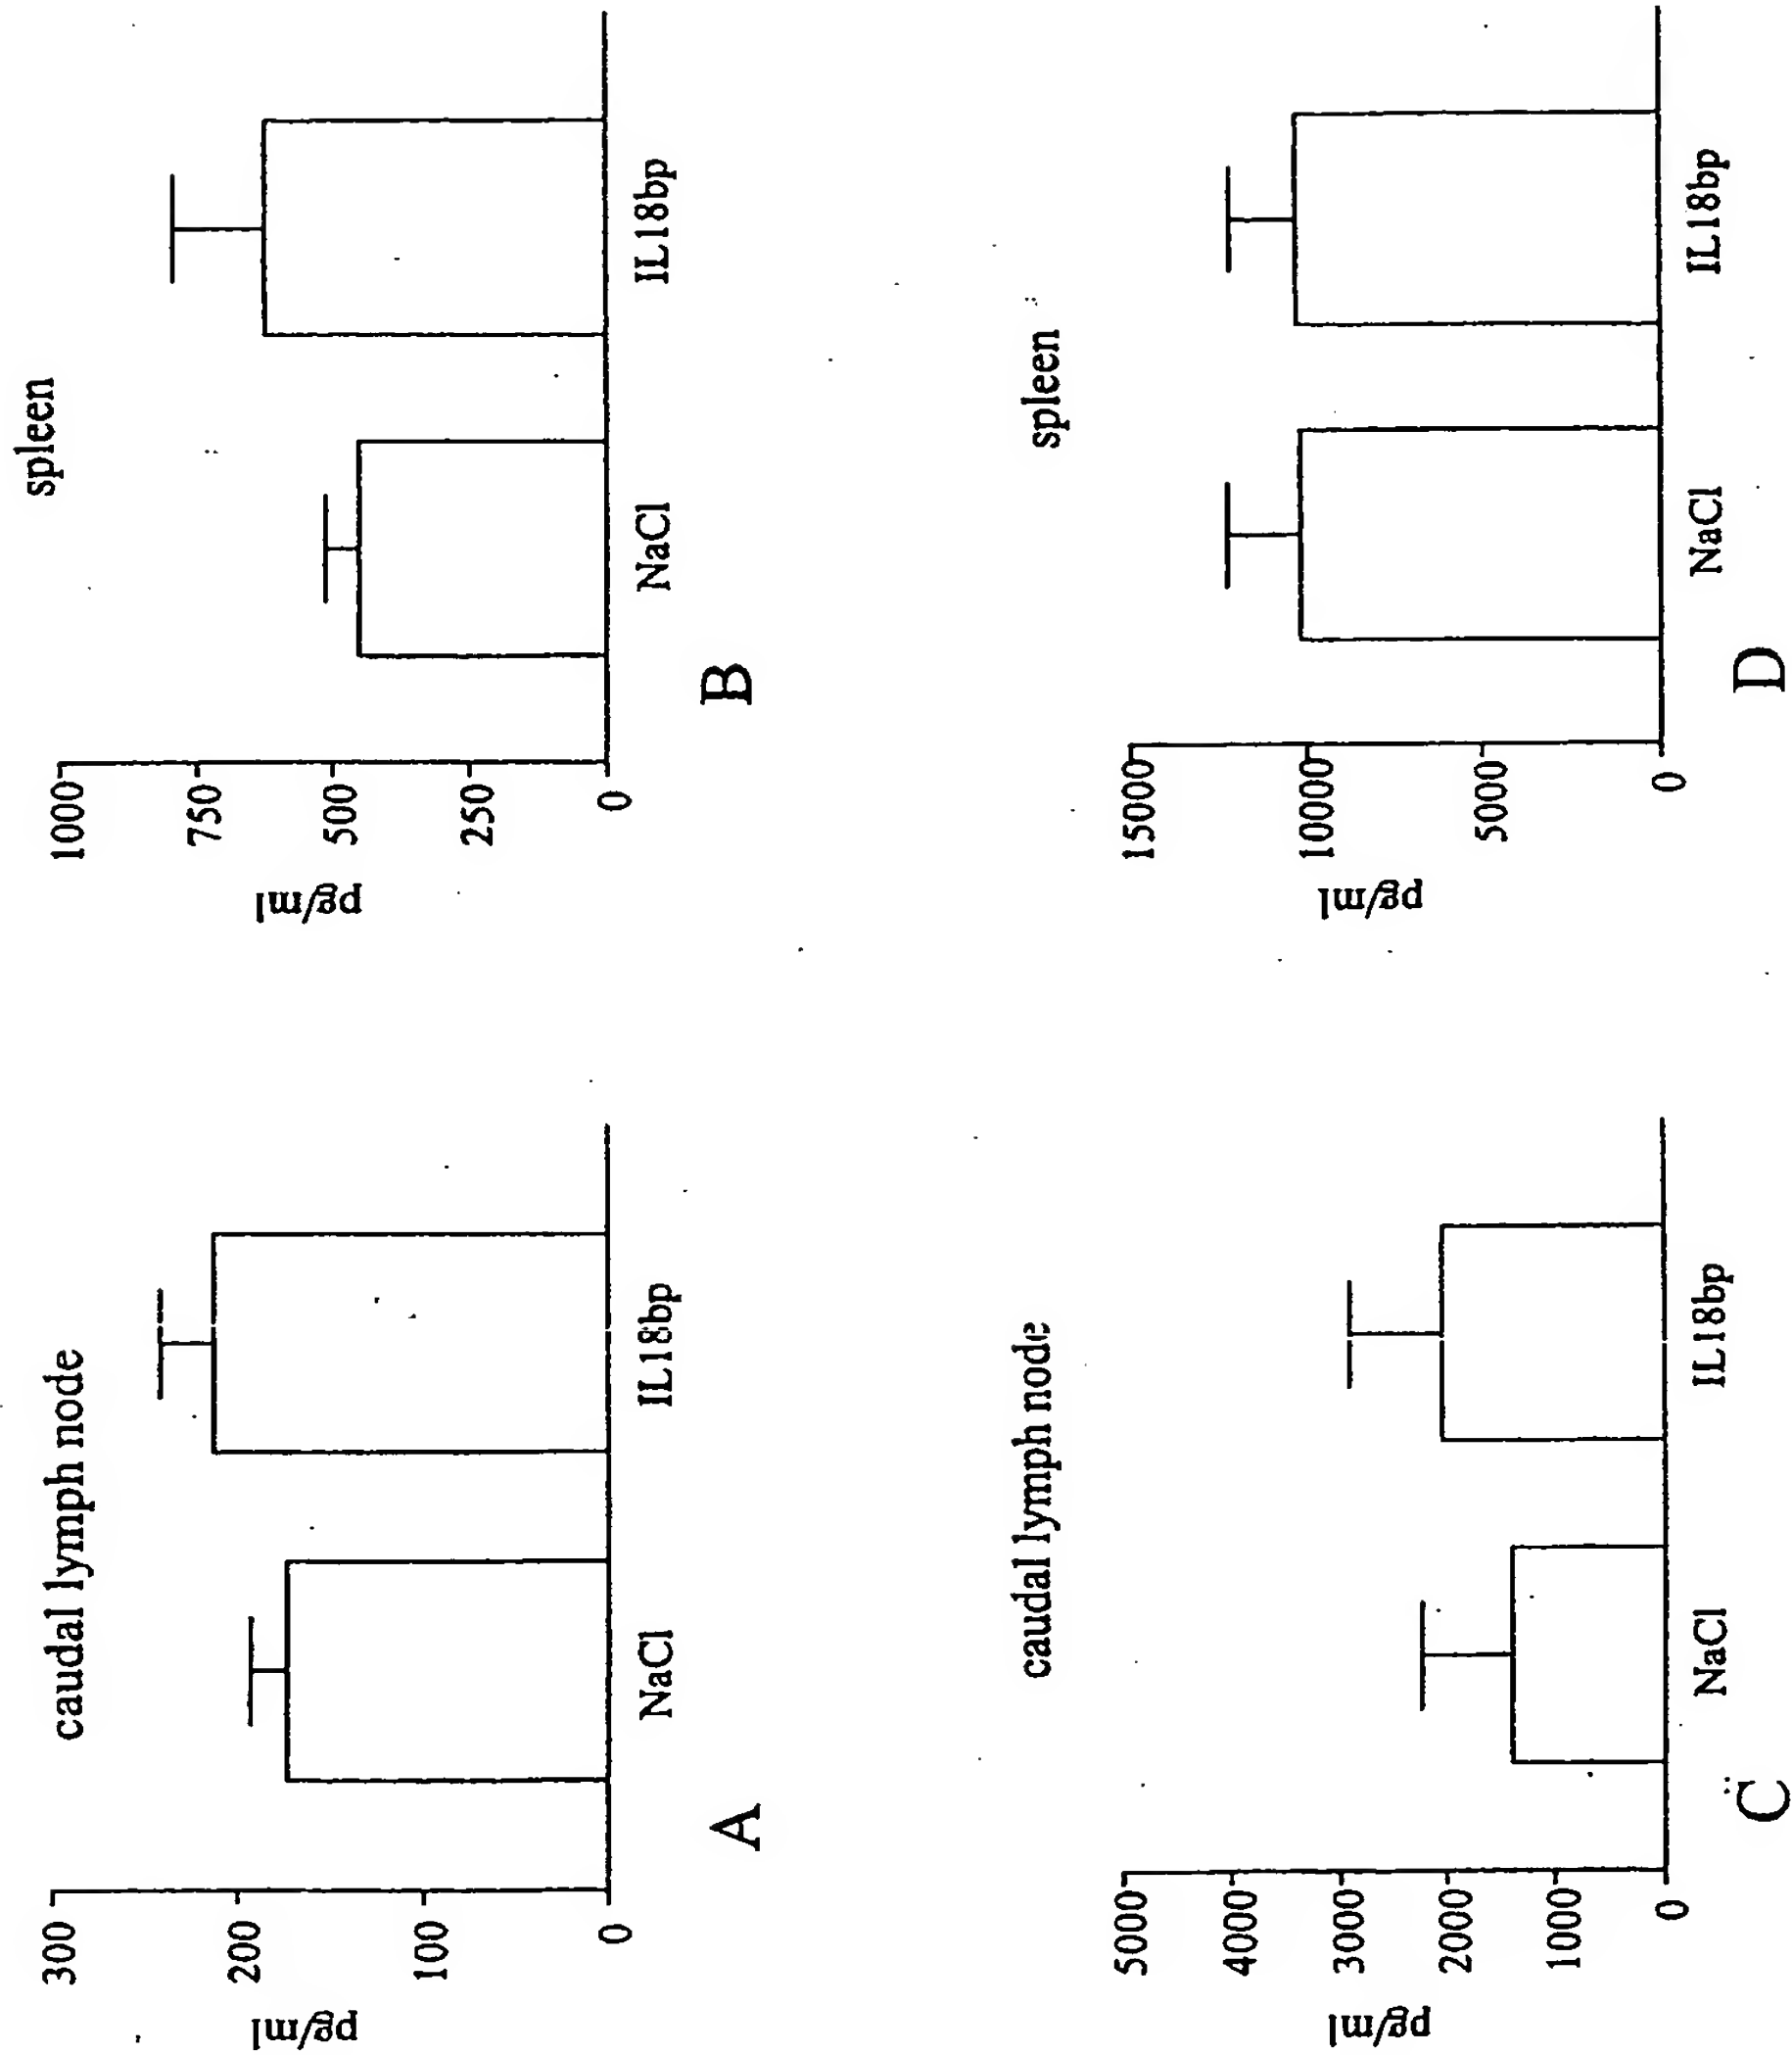 caudal lymph node
pg/ml
300
200
100
0
NaCl
IL18bp
A
spleen
pg/ml
1000
750
500
250
0
NaCl
IL18bp
B
caudal lymph node
pg/ml
5000
4000
3000
2000
1000
0
NaCl
IL18bp
C
spleen
pg/ml
15000
10000
5000
0
NaCl
IL18bp
D